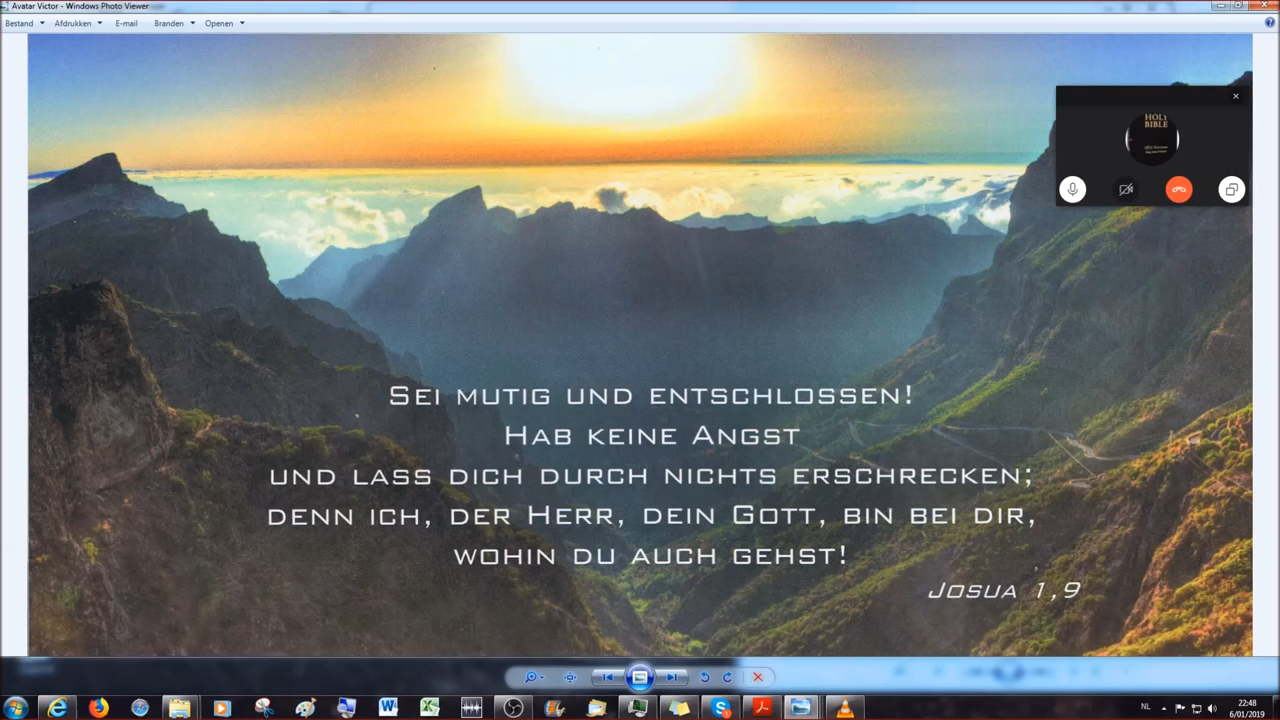 Avatar Victor - Windows Photo Viewer
Bestand Afdrukken E-mail Branden Openen
HOLY
BIBLE
SEI MUTIG UND ENTSCHLOSSEN!
HAB KEINE ANGST
UND LASS DICH DURCH NICHTS ERSCHRECKEN;
DENN ICH, DER HERR, DEIN GOTT, BIN BEI DIR,
WOHIN DU AUCH GEHST!
JOSUA 1,9
NL
22:48
6/01/2019